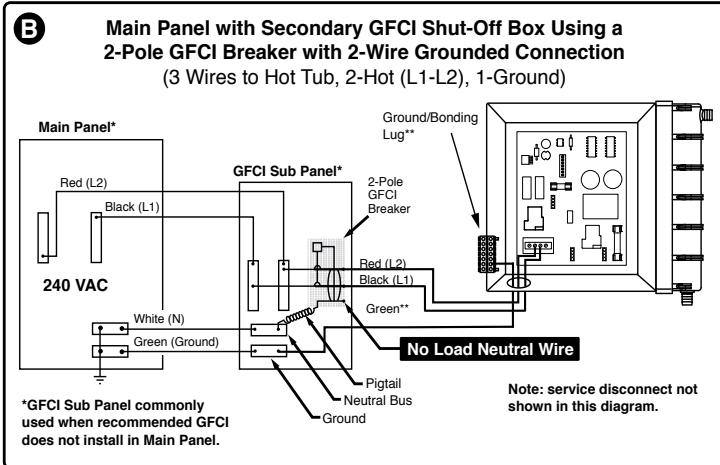 B
Main Panel with Secondary GFCI Shut-Off Box Using a
2-Pole GFCI Breaker with 2-Wire Grounded Connection
(3 Wires to Hot Tub, 2-Hot (L1-L2), 1-Ground)
Ground/Bonding
Lug**
Main Panel*
GFCI Sub Panel*
2-Pole
GFCI
Breaker
Red (L2)
Black (L1)
240 VAC
Red (L2)
Black (L1)
Green**
White (N)
Green (Ground)
No Load Neutral Wire
Pigtail
Neutral Bus
Ground
*GFCI Sub Panel commonly
used when recommended GFCI
does not install in Main Panel.
Note: service disconnect not
shown in this diagram.